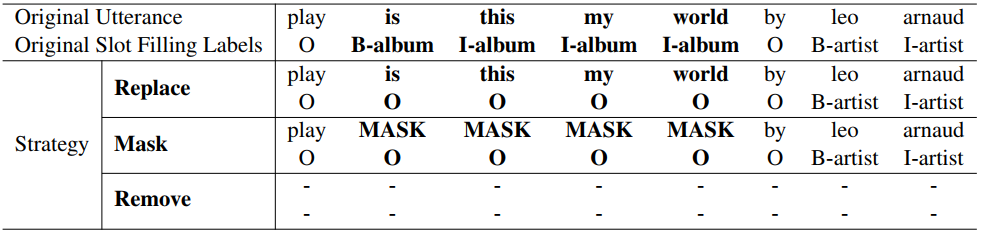 Original Utterance play is this my world by leo arnaud
Original Slot Filling Labels O B-album I-album I-album I-album O B-artist I-artist
Strategy
Replace
play is this my world by leo arnaud
O O O O O O B-artist I-artist
Mask
play MASK MASK MASK MASK by leo arnaud
O O O O O O B-artist I-artist
Remove
- - - - - - - -
- - - - - - - -